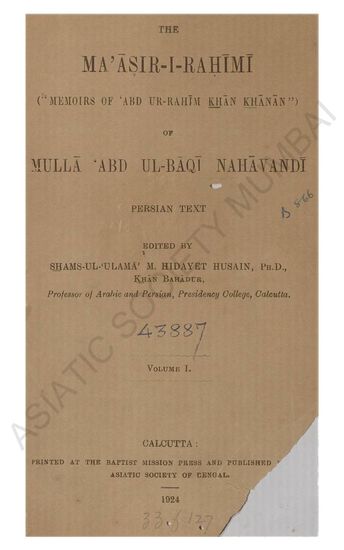 THE
MA'ĀṢIR-I-RAḤĪMĪ
("MEMOIRS OF 'ABD UR-RAḤĪM KHĀN KHĀNĀN")
OF
MULLĀ 'ABD UL-BĀQĪ NAHĀVANDĪ
PERSIAN TEXT
EDITED BY
SHAMS-UL-'ULAMĀ' M. HIDAYET HUSAIN, PH.D.,
KHĀN BAHĀDUR,
Professor of Arabic and Persian, Presidency College, Calcutta.
43887
VOLUME I.
CALCUTTA:
PRINTED AT THE BAPTIST MISSION PRESS AND PUBLISHED
ASIATIC SOCIETY OF BENGAL.
1924
ASIATIC SOCIETY MUMBAI